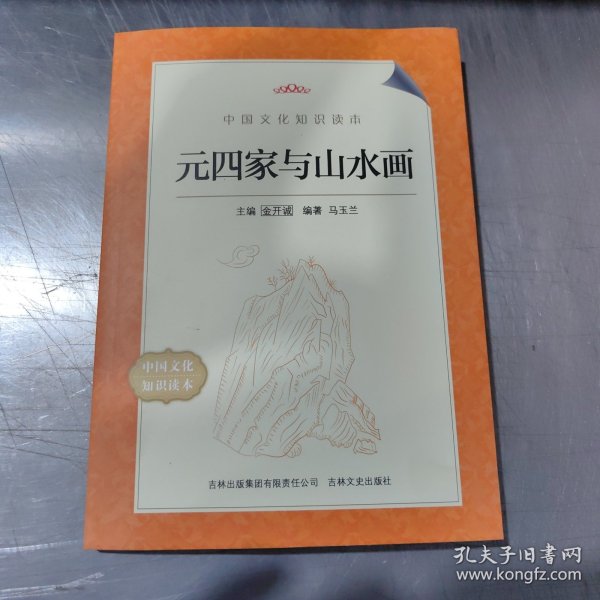 中国文化知识读本
元四家与山水画
主编 金开诚 编著 马玉兰
中国文化
知识读本
吉林出版集团有限责任公司 吉林文史出版社
孔夫子旧书网
www.kongfz.com